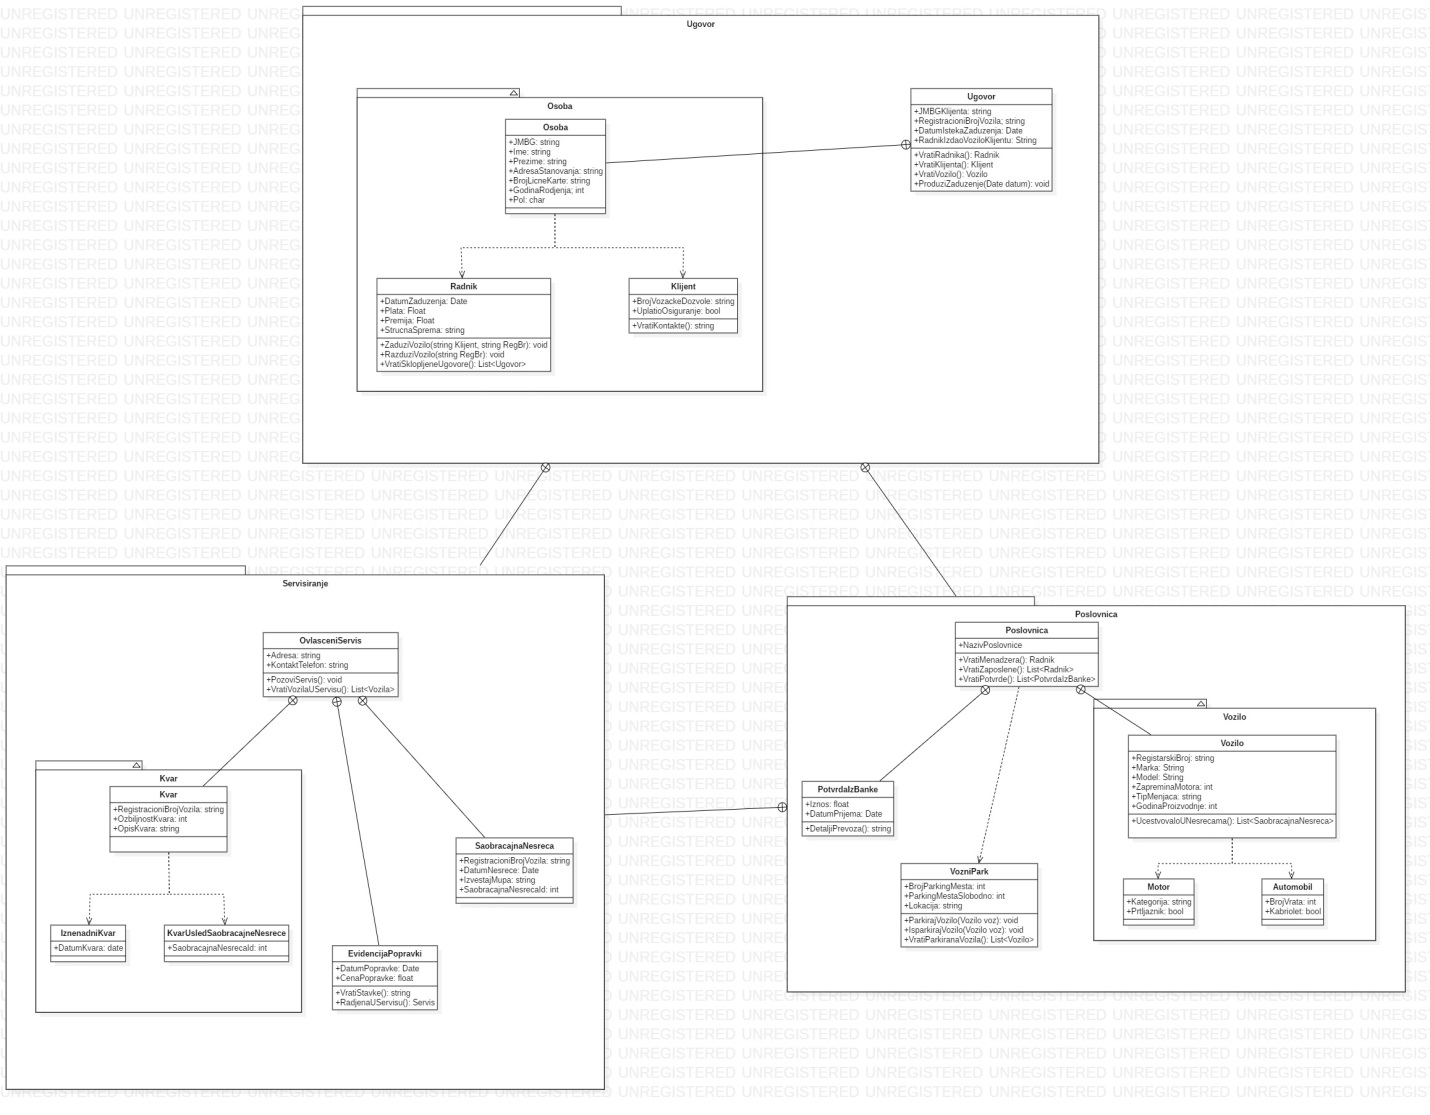 Ugovor
Osoba
Osoba
+JMBG: string
+Ime: string
+Prezime: string
+AdresaStanovanja: string
+BrojLicneKarte: string
+GodinaRodjenja; int
+Pol: char
Ugovor
+JMBGKlijenta: string
+RegistracioniBrojVozila; string
+DatumIstekaZaduzenja: Date
+RadnikIzdaoVoziloKlijentu: String
+VratiRadnika(): Radnik
+VratiKlijenta(): Klijent
+VratiVozilo(): Vozilo
+ProduziZaduzenje(Date datum): void
Radnik
+DatumZaduzenja: Date
+Plata: Float
+Premija: Float
+StrucnaSprema: string
+ZaduziVozilo(string Klijent, string RegBr): void
+RazduziVozilo(string RegBr): void
+VratiSklopljeneUgovore(): List<Ugovor>
Klijent
+BrojVozackeDozvole: string
+UplatioOsiguranje: bool
+VratiKontakte(): string
Servisiranje
OvlasceniServis
+Adresa: string
+KontaktTelefon: string
+PozoviServis(): void
+VratiVozilaUServisu(): List<Vozila>
Kvar
Kvar
+RegistracioniBrojVozila: string
+OzbiljnostKvara: int
+OpisKvara: string
IznenadniKvar
+DatumKvara: date
KvarUsledSaobracajneNesrece
+SaobracajnaNesrecaId: int
SaobracajnaNesreca
+RegistracioniBrojVozila: string
+DatumNesrece: Date
+IzvestajMupa: string
+SaobracajnaNesrecaId: int
EvidencijaPopravki
+DatumPopravke: Date
+CenaPopravke: float
+VratiStavke(): string
+RadjenaUServisu(): Servis
Poslovnica
Poslovnica
+NazivPoslovnice
+VratiMenadzera(): Radnik
+VratiZaposlene(): List<Radnik>
+VratiPotvrde(): List<PotvrdaIzBanke>
PotvrdaIzBanke
+Iznos: float
+DatumPrijema: Date
+DetaljiPrevoza(): string
VozniPark
+BrojParkingMesta: int
+ParkingMestaSlobodno: int
+Lokacija: string
+ParkirajVozilo(Vozilo voz): void
+IsparkirajVozilo(Vozilo voz): void
+VratiParkiranaVozila(): List<Vozilo>
Vozilo
Vozilo
+RegistarskiBroj: string
+Marka: String
+Model: String
+ZapreminaMotora: int
+TipMenjaca: string
+GodinaProizvodnje: int
+UcestvovaloUNesrecama(): List<SaobracajnaNesreca>
Motor
+Kategorija: string
+Prtljaznik: bool
Automobil
+BrojVrata: int
+Kabriolet: bool